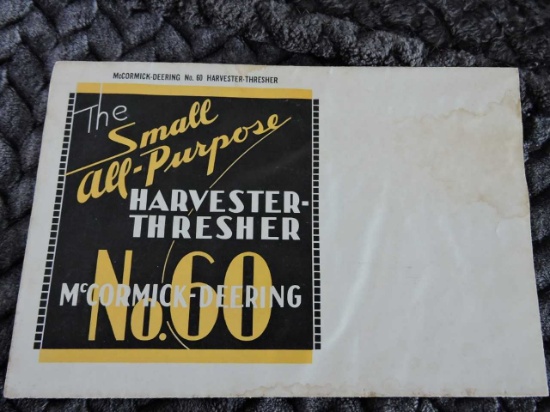 McCORMICK-DEERING No. 60 HARVESTER-THRESHER
The
Small
All-Purpose
HARVESTER-
THRESHER
No. 60
McCORMICK-DEERING